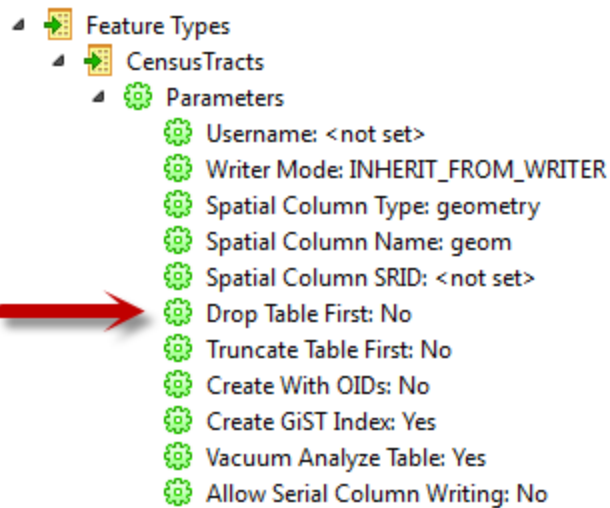 Feature Types
CensusTracts
Parameters
Username: <not set>
Writer Mode: INHERIT_FROM_WRITER
Spatial Column Type: geometry
Spatial Column Name: geom
Spatial Column SRID: <not set>
Drop Table First: No
Truncate Table First: No
Create With OIDs: No
Create GiST Index: Yes
Vacuum Analyze Table: Yes
Allow Serial Column Writing: No